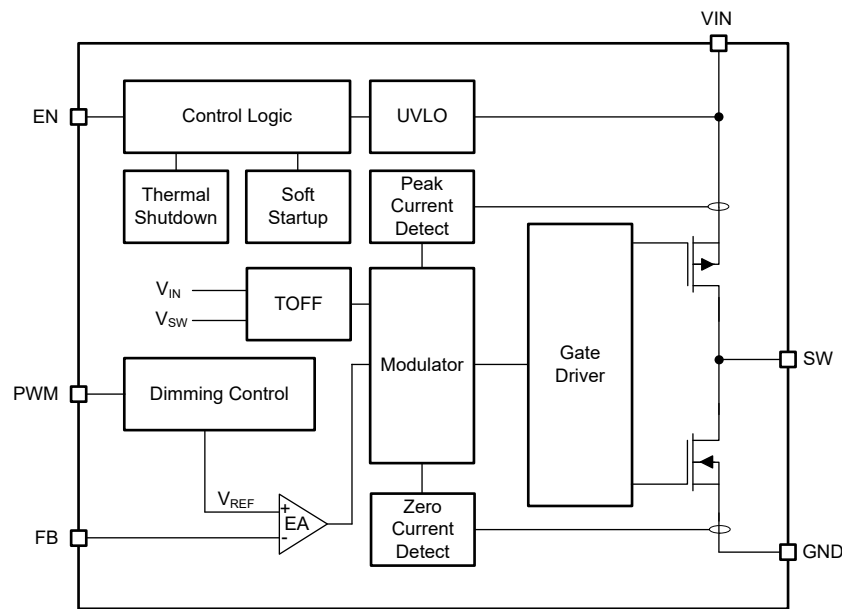 VIN
EN
Control Logic
UVLO
Thermal
Shutdown
Soft
Startup
Peak
Current
Detect
VIN
VSW
TOFF
Modulator
Gate
Driver
SW
PWM
Dimming Control
VREF
+
EA
-
FB
Zero
Current
Detect
GND